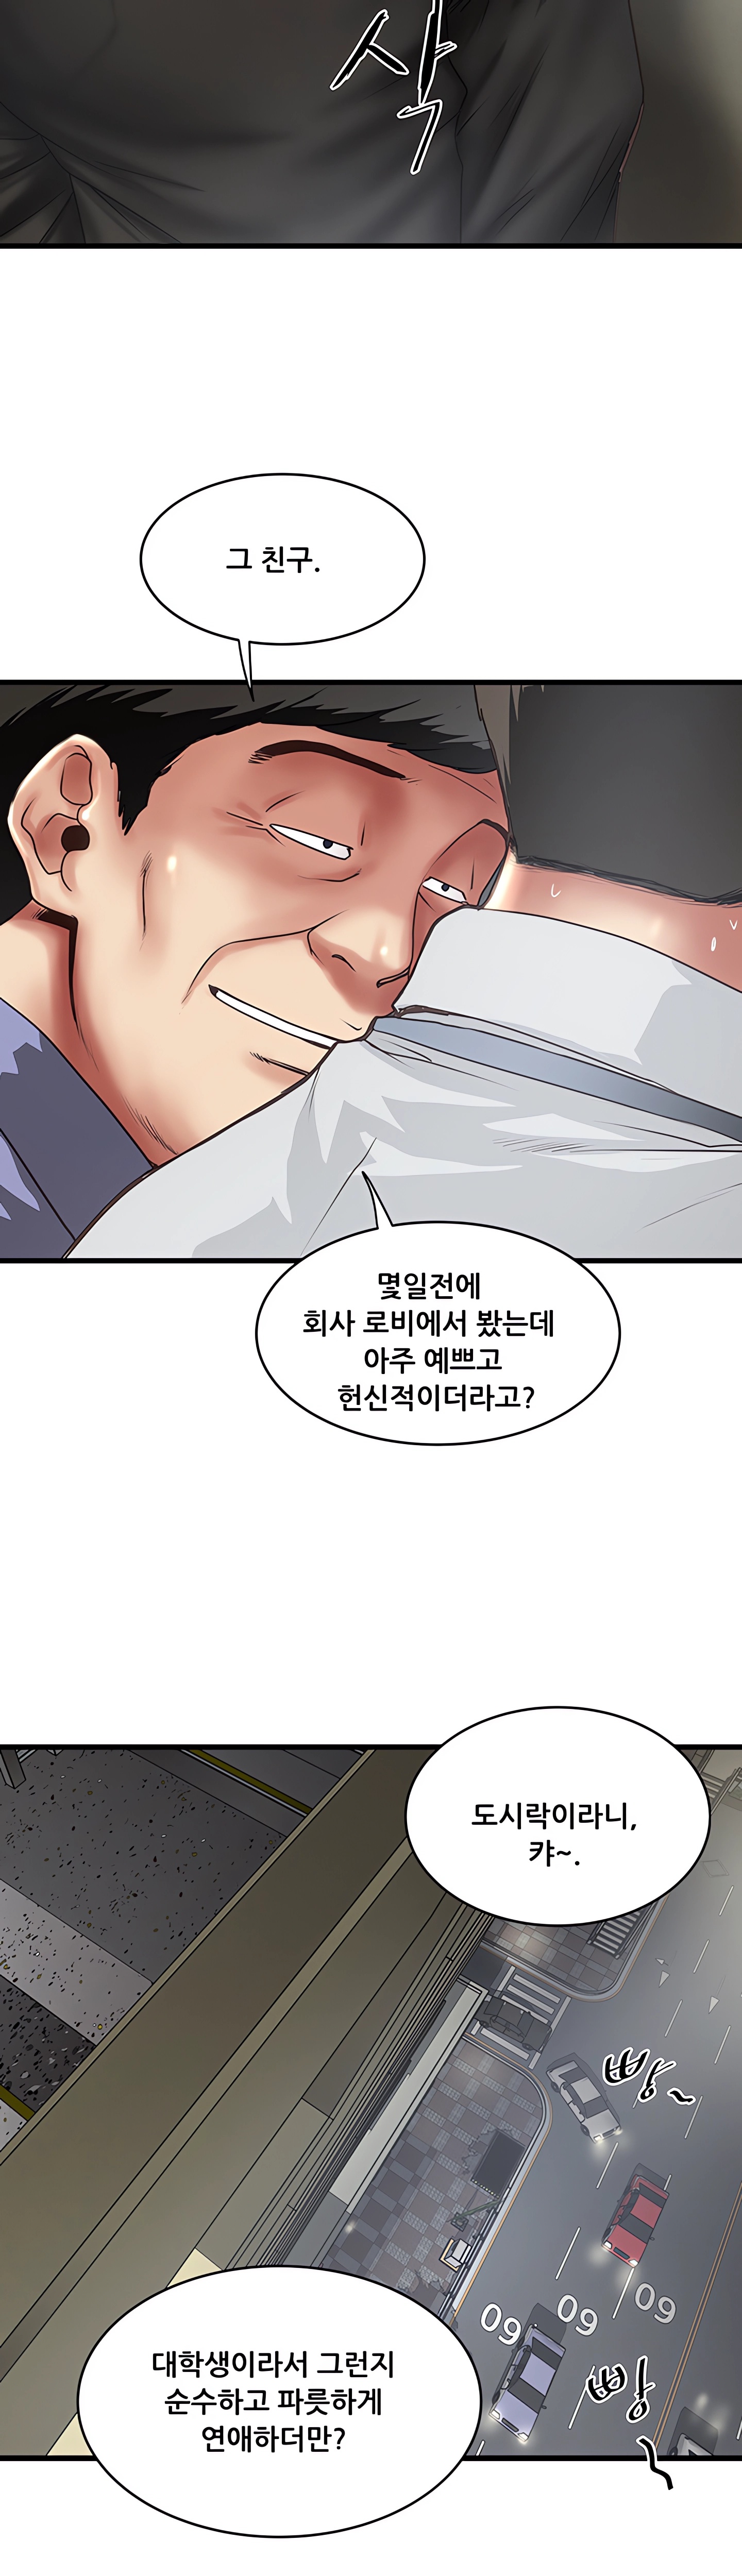 삭
그 친구.
몇일전에
회사 로비에서 봤는데
아주 예쁘고
헌신적이더라고?
도시락이라니,
캬~.
빵~
60
60
60
빵~
대학생이라서 그런지
순수하고 파릇하게
연애하더만?